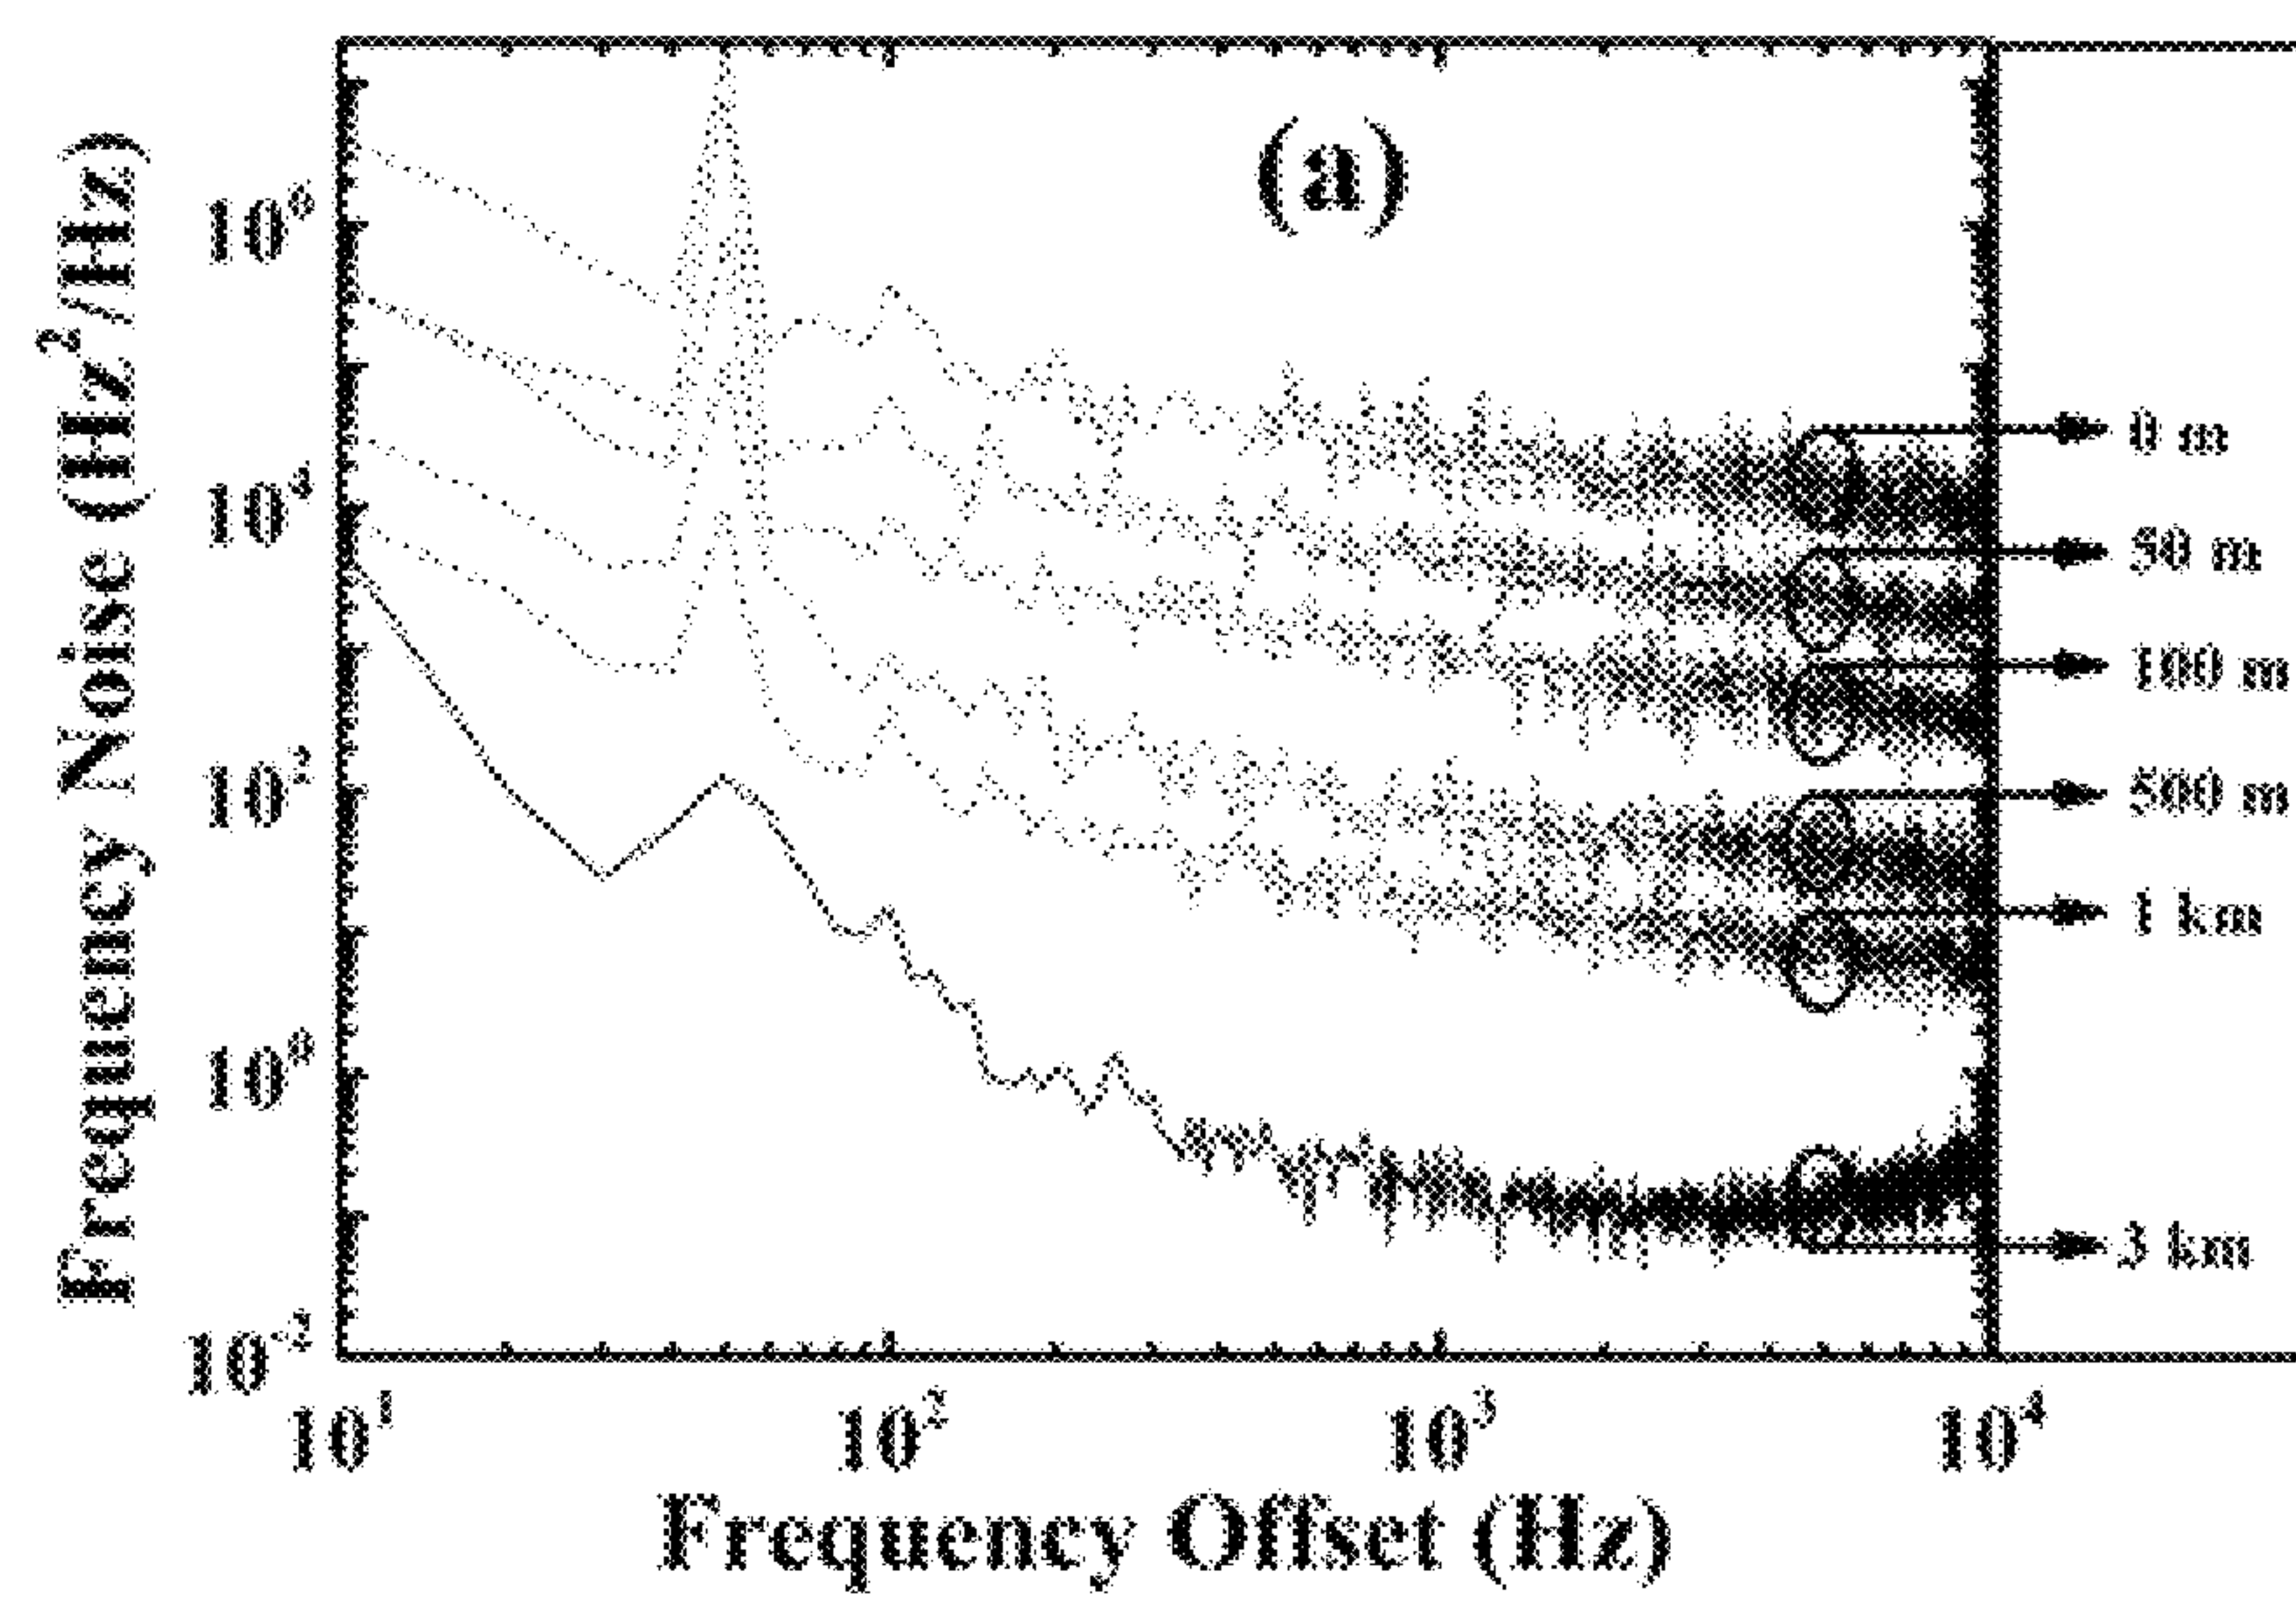 (a)
Frequency Noise (Hz²/Hz)
10⁶
10⁴
10²
10⁰
10⁻²
0 m
50 m
100 m
500 m
1 km
3 km
10¹ 10² 10³ 10⁴
Frequency Offset (Hz)